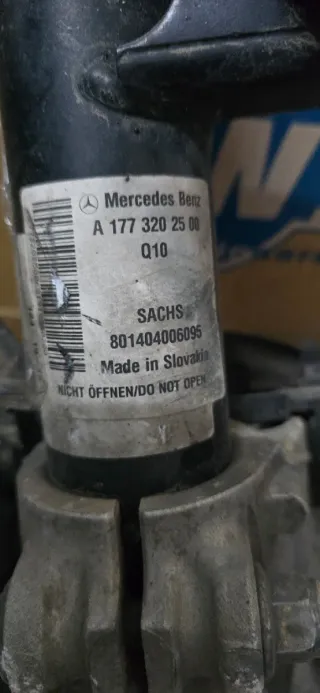 Mercedes Benz
A 177 320 25 00
Q10
SACHS
801404006095
Made in Slovakia
NICHT ÖFFNEN/DO NOT OPEN